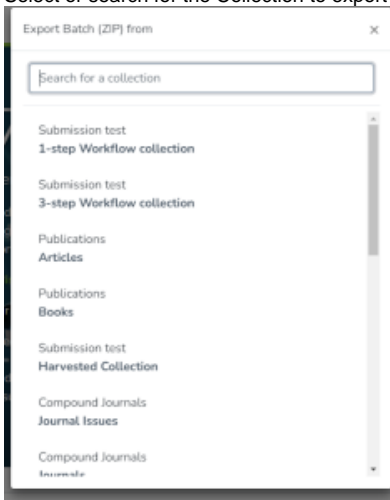 Select or search for the Collection to export
Export Batch (ZIP) from
×
Search for a collection
Submission test
1-step Workflow collection
Submission test
3-step Workflow collection
Publications
Articles
Publications
Books
Submission test
Harvested Collection
Compound Journals
Journal Issues
Compound Journals
Journals